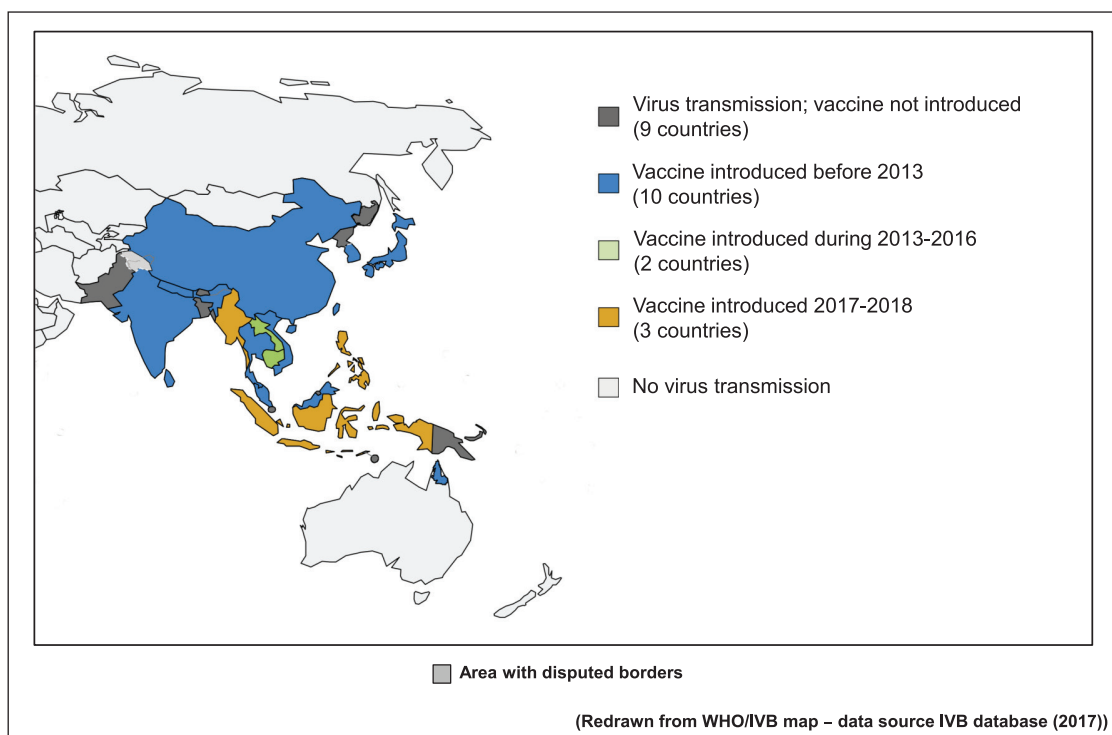 Virus transmission; vaccine not introduced
(9 countries)
Vaccine introduced before 2013
(10 countries)
Vaccine introduced during 2013-2016
(2 countries)
Vaccine introduced 2017-2018
(3 countries)
No virus transmission
Area with disputed borders
(Redrawn from WHO/IVB map – data source IVB database (2017))